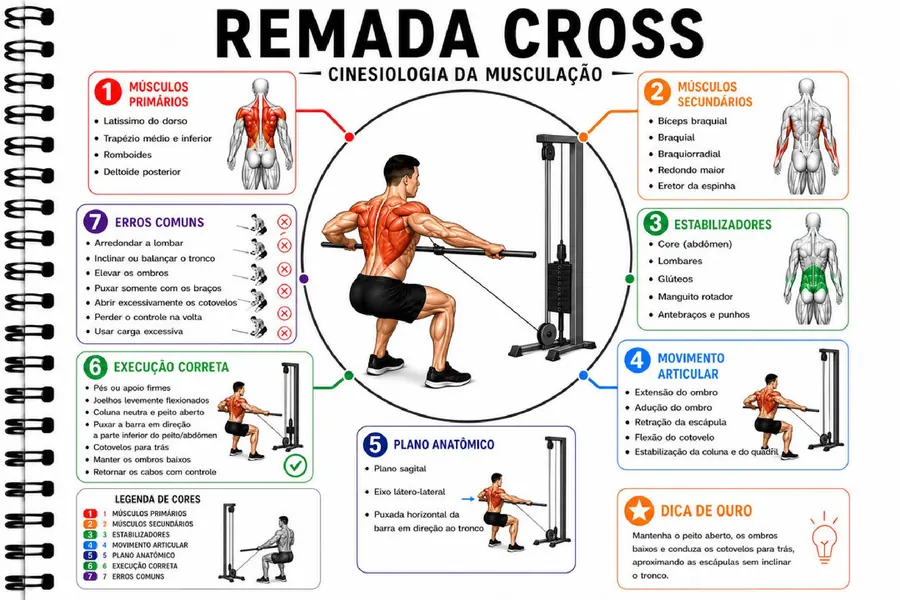 REMADA CROSS
CINESIOLOGIA DA MUSCULAÇÃO
1 MÚSCULOS
PRIMÁRIOS
• Latissimo do dorso
• Trapézio médio e inferior
• Romboides
• Deltoide posterior
2 MÚSCULOS
SECUNDÁRIOS
• Bíceps braquial
• Braquial
• Braquiorradial
• Redondo maior
• Eretor da espinha
7 ERROS COMUNS
• Arredondar a lombar
• Inclinar ou balançar o tronco
• Elevar os ombros
• Puxar somente com os braços
• Abrir excessivamente os cotovelos
• Perder o controle na volta
• Usar carga excessiva
3 ESTABILIZADORES
• Core (abdômen)
• Lombares
• Glúteos
• Manguito rotador
• Antebraços e punhos
6 EXECUÇÃO CORRETA
• Pés ou apoio firmes
• Joelhos levemente flexionados
• Coluna neutra e peito aberto
• Puxar a barra em direção
a parte inferior do peito/abdômen
• Cotovelos para trás
• Manter os ombros baixos
• Retornar os cabos com controle
4 MOVIMENTO
ARTICULAR
• Extensão do ombro
• Adução do ombro
• Retração da escápula
• Flexão do cotovelo
• Estabilização da coluna e do quadril
5 PLANO ANATÔMICO
• Plano sagital
• Eixo látero-lateral
• Puxada horizontal da
barra em direção ao tronco
LEGENDA DE CORES
1 1 MÚSCULOS PRIMÁRIOS
2 2 MÚSCULOS SECUNDÁRIOS
3 3 ESTABILIZADORES
4 4 MOVIMENTO ARTICULAR
5 5 PLANO ANATÔMICO
6 6 EXECUÇÃO CORRETA
7 7 ERROS COMUNS
DICA DE OURO
Mantenha o peito aberto, os ombros
baixos e conduza os cotovelos para trás,
aproximando as escápulas sem inclinar
o tronco.